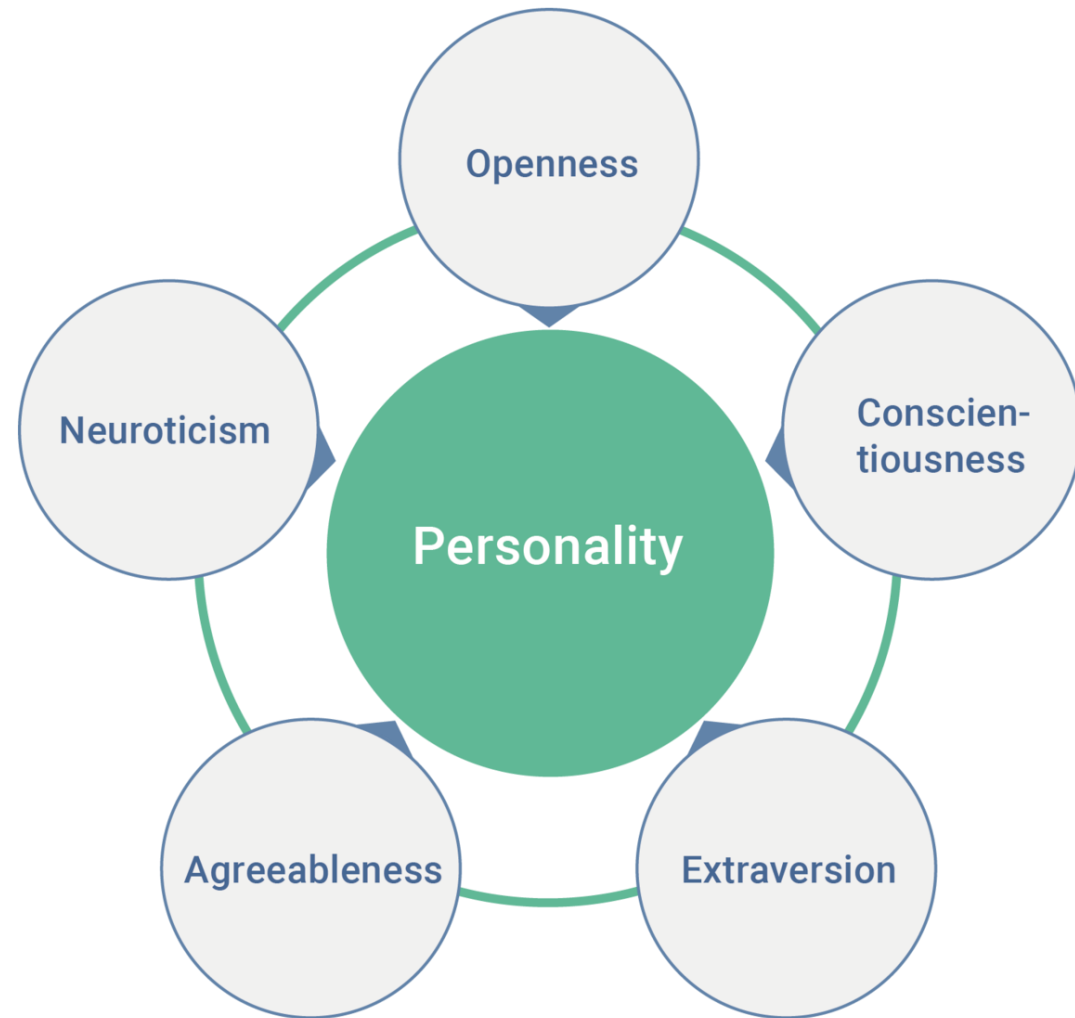 Openness
Conscien-
tiousness
Neuroticism
Personality
Agreeableness
Extraversion